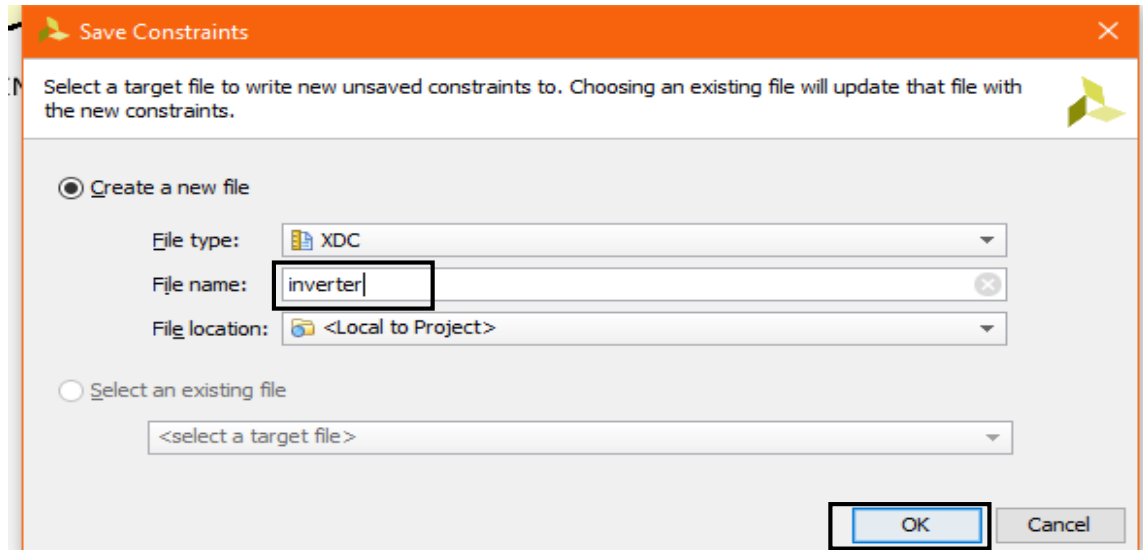 Save Constraints
Select a target file to write new unsaved constraints to. Choosing an existing file will update that file with
the new constraints.
Create a new file
File type: XDC
File name: inverter
File location: <Local to Project>
Select an existing file
<select a target file>
OK Cancel